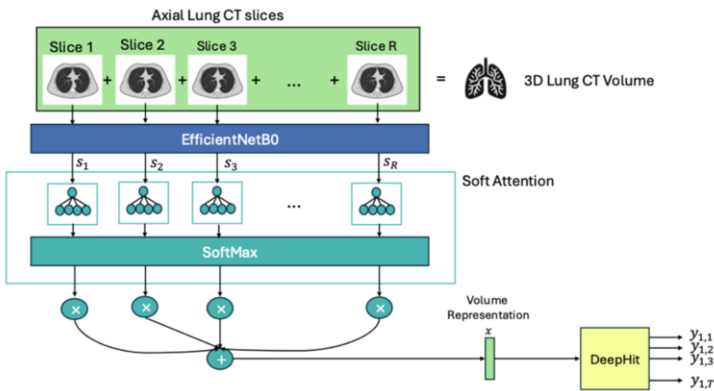 Axial Lung CT slices
Slice 1 Slice 2 Slice 3 Slice R
+ + + ... + = 3D Lung CT Volume
EfficientNetB0
s₁ s₂ s₃ s_R
Soft Attention
...
SoftMax
× × × ×
Volume
Representation
x
+
DeepHit
y₁,₁
y₁,₂
y₁,₃
y₁,T